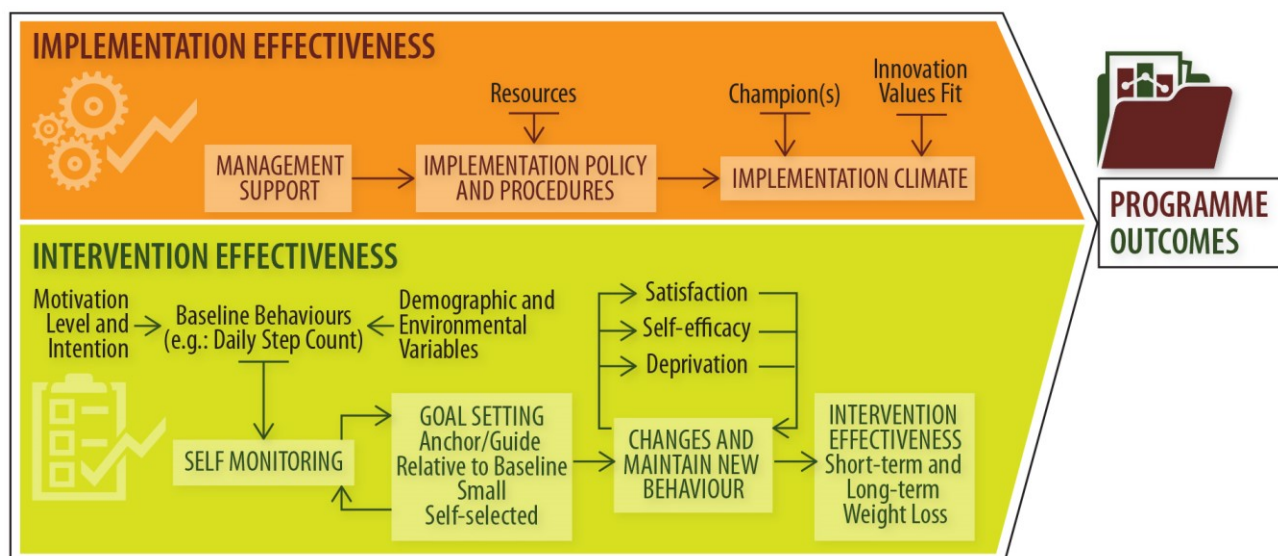 IMPLEMENTATION EFFECTIVENESS
Resources
Champion(s)
Innovation
Values Fit
MANAGEMENT
SUPPORT
IMPLEMENTATION POLICY
AND PROCEDURES
IMPLEMENTATION CLIMATE
PROGRAMME
OUTCOMES
INTERVENTION EFFECTIVENESS
Motivation
Level and
Intention
Baseline Behaviours
(e.g.: Daily Step Count)
Demographic and
Environmental
Variables
Satisfaction
Self-efficacy
Deprivation
SELF MONITORING
GOAL SETTING
Anchor/Guide
Relative to Baseline
Small
Self-selected
CHANGES AND
MAINTAIN NEW
BEHAVIOUR
INTERVENTION
EFFECTIVENESS
Short-term and
Long-term
Weight Loss